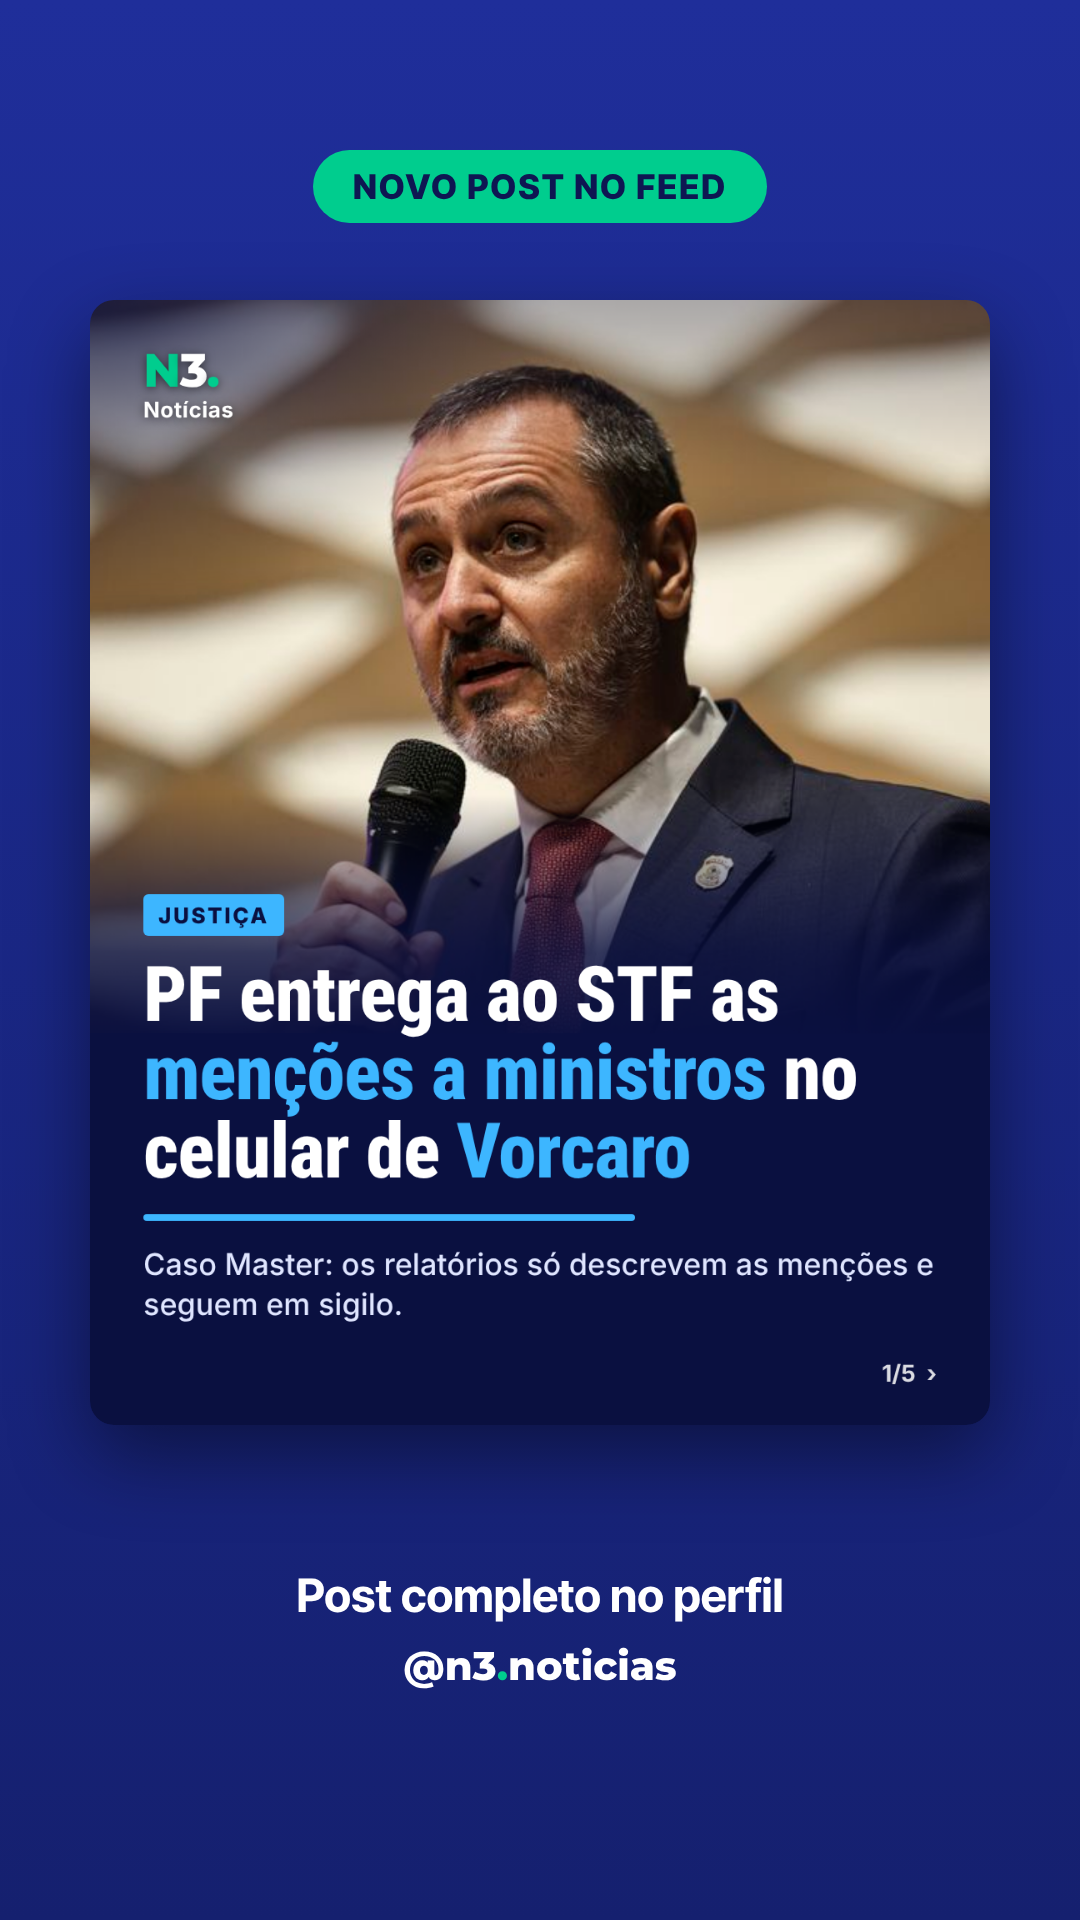 NOVO POST NO FEED
N3.
Notícias
JUSTIÇA
PF entrega ao STF as
menções a ministros no
celular de Vorcaro
Caso Master: os relatórios só descrevem as menções e
seguem em sigilo.
1/5 ›
Post completo no perfil
@n3.noticias